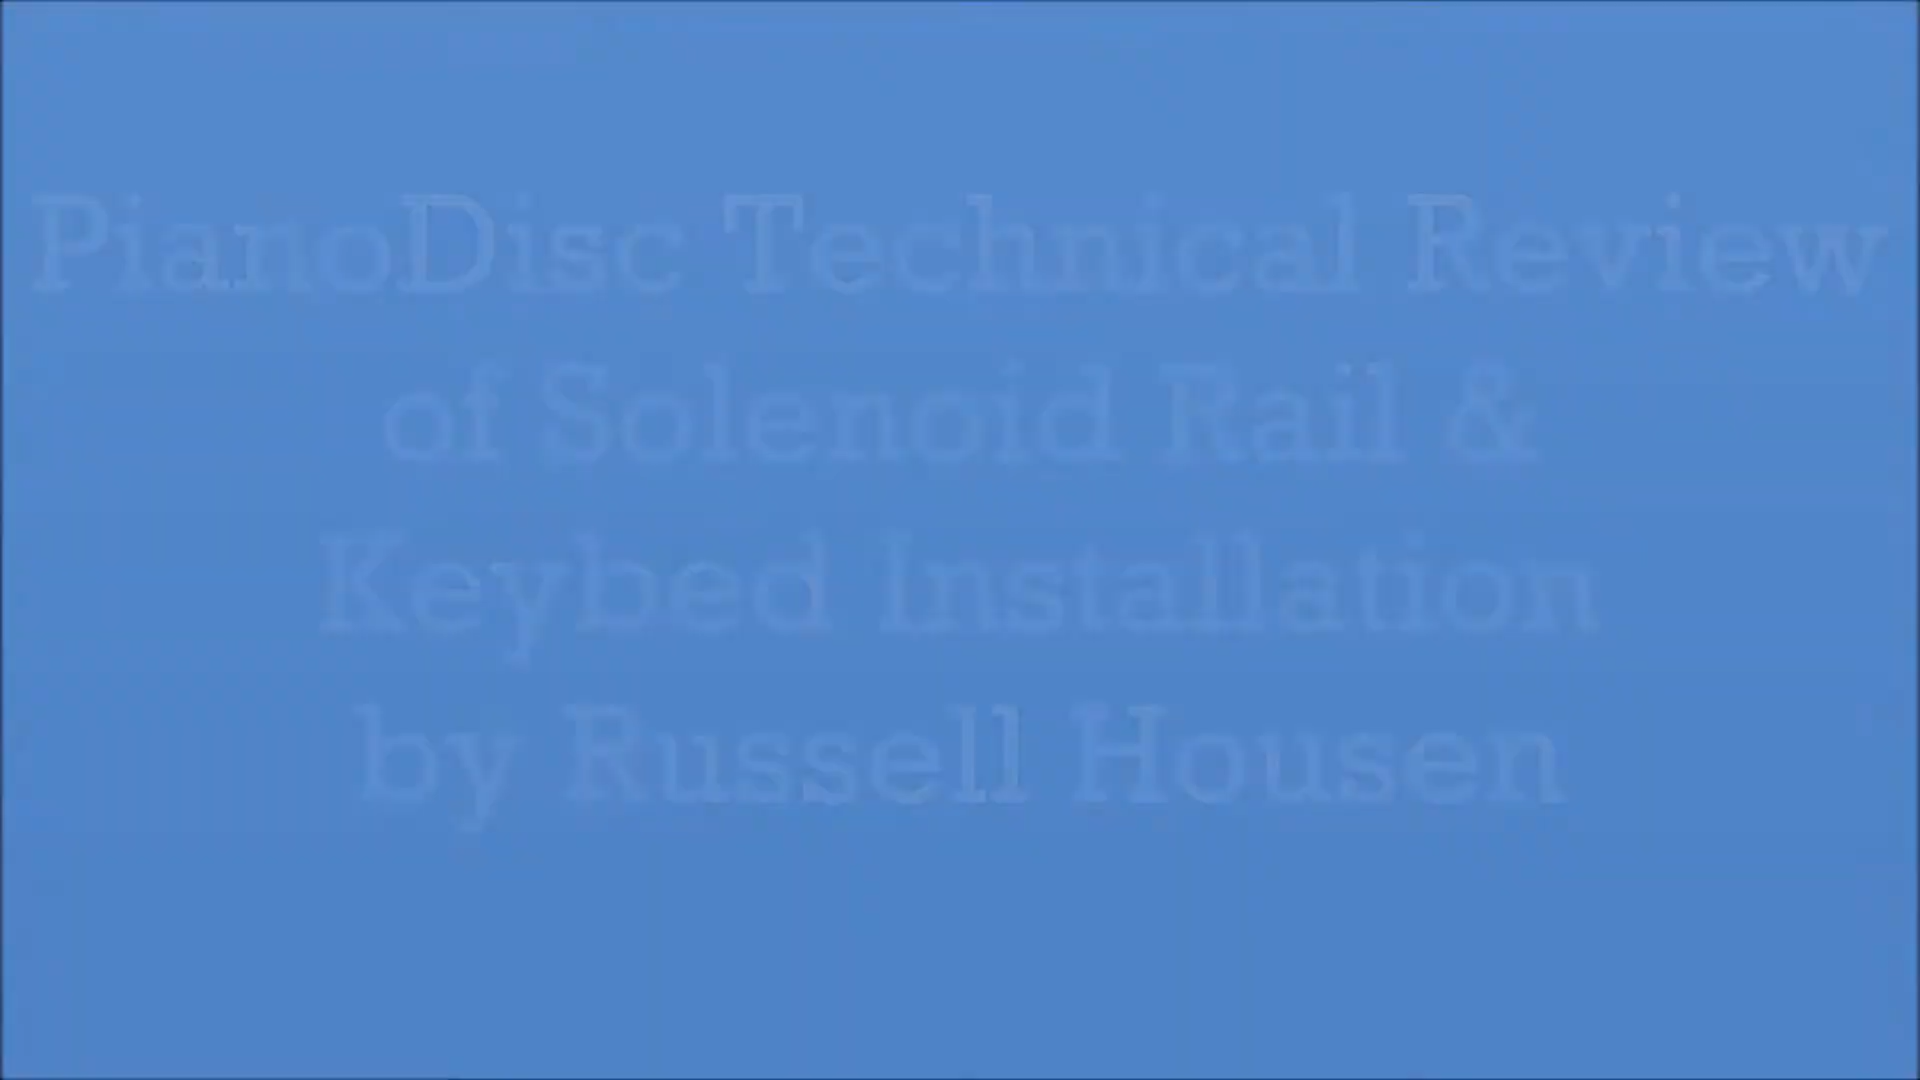 PianoDisc Technical Review
of Solenoid Rail &
Keybed Installation
by Russell Housen